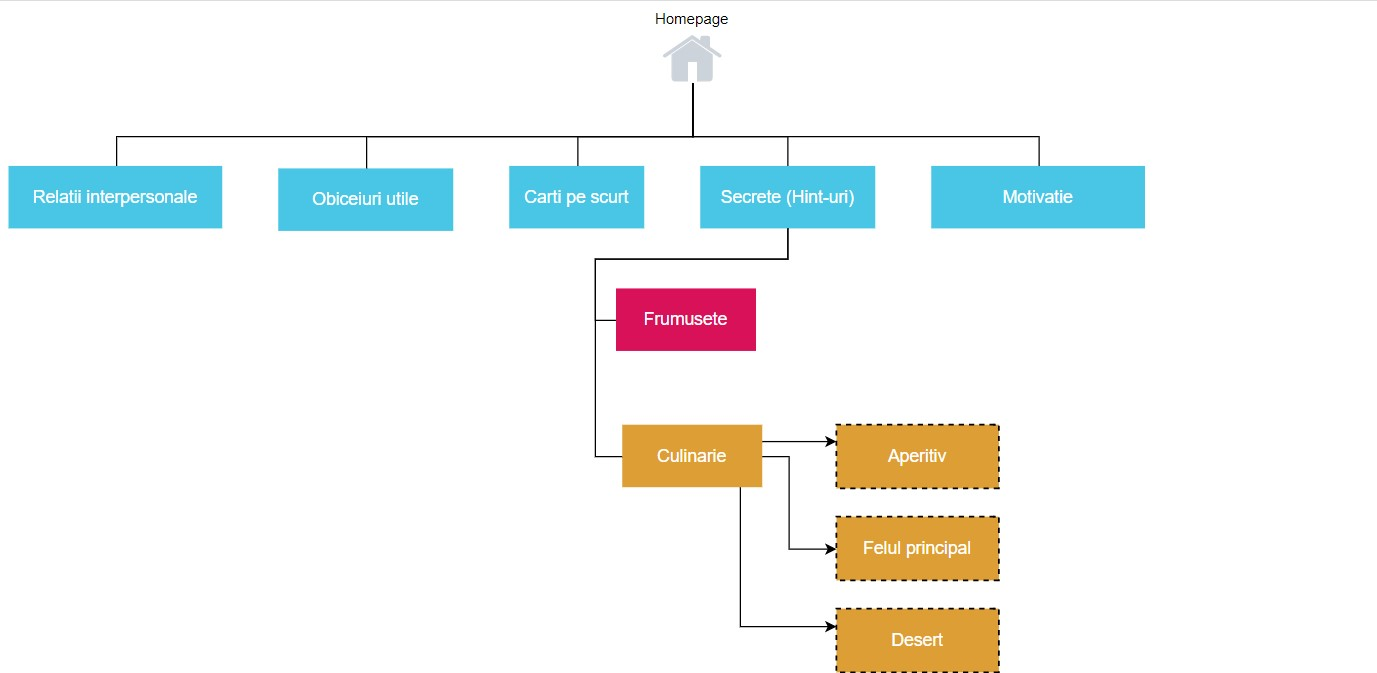 Homepage
Relatii interpersonale
Obiceiuri utile
Carti pe scurt
Secrete (Hint-uri)
Motivatie
Frumusete
Culinarie
Aperitiv
Felul principal
Desert